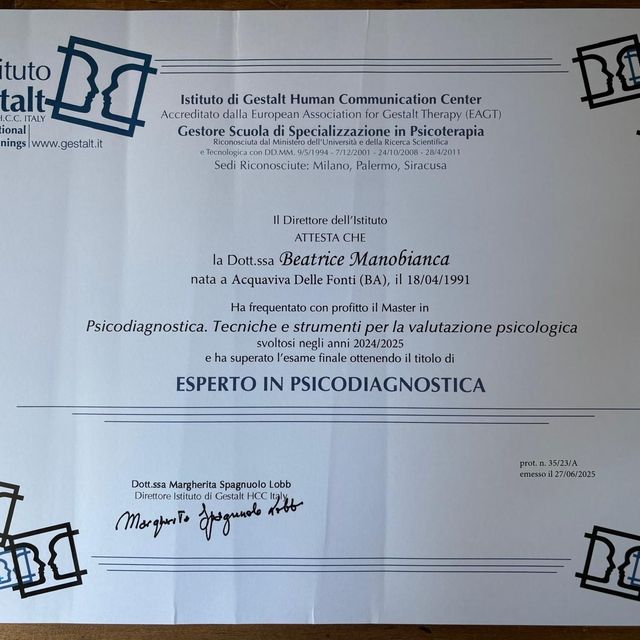 ituto
talt
H.C.C. ITALY
tional
nings www.gestalt.it
Istituto di Gestalt Human Communication Center
Accreditato dalla European Association for Gestalt Therapy (EAGT)
Gestore Scuola di Specializzazione in Psicoterapia
Riconosciuta dal Ministero dell'Università e della Ricerca Scientifica
e Tecnologica con DD.MM. 9/5/1994 - 7/12/2001 - 24/10/2008 - 28/4/2011
Sedi Riconosciute: Milano, Palermo, Siracusa
Il Direttore dell'Istituto
ATTESTA CHE
la Dott.ssa Beatrice Manobianca
nata a Acquaviva Delle Fonti (BA), il 18/04/1991
Ha frequentato con profitto il Master in
Psicodiagnostica. Tecniche e strumenti per la valutazione psicologica
svoltosi negli anni 2024/2025
e ha superato l'esame finale ottenendo il titolo di
ESPERTO IN PSICODIAGNOSTICA
prot. n. 35/23/A
emesso il 27/06/2025
Dott.ssa Margherita Spagnuolo Lobb
Direttore Istituto di Gestalt HCC Italy
Margherita Spagnuolo Lobb